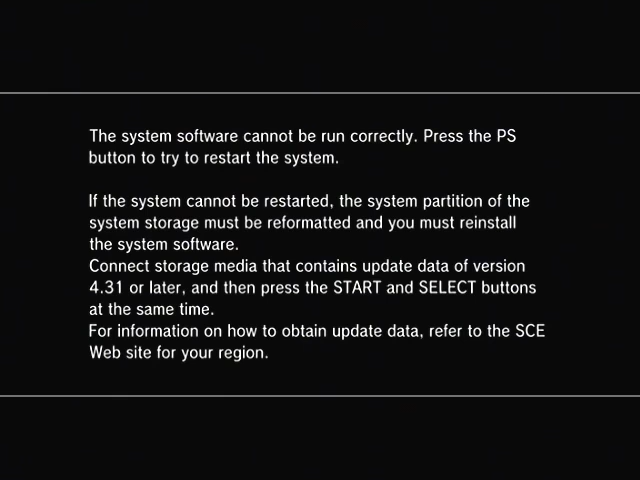 The system software cannot be run correctly. Press the PS
button to try to restart the system.
If the system cannot be restarted, the system partition of the
system storage must be reformatted and you must reinstall
the system software.
Connect storage media that contains update data of version
4.31 or later, and then press the START and SELECT buttons
at the same time.
For information on how to obtain update data, refer to the SCE
Web site for your region.